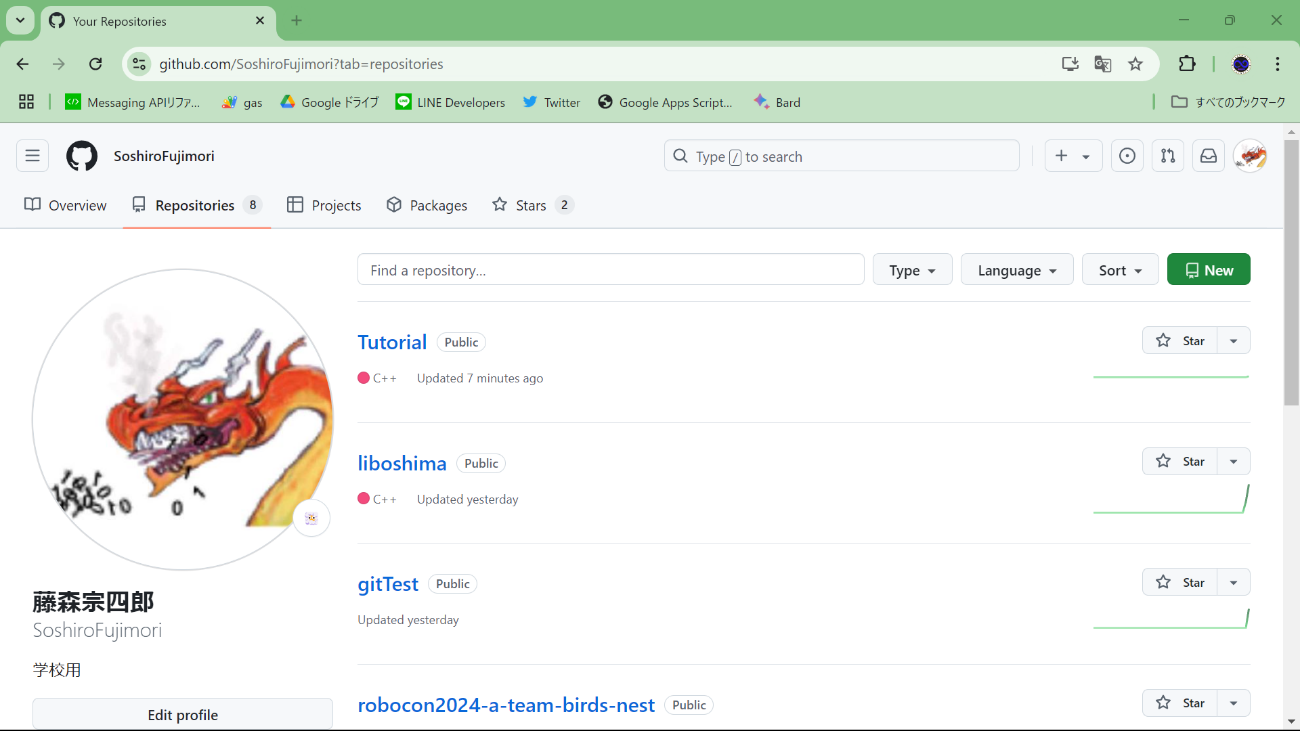 Your Repositories
github.com/SoshiroFujimori?tab=repositories
Messaging APIリファ... gas Google ドライブ LINE Developers Twitter Google Apps Script... Bard すべてのブックマーク
SoshiroFujimori Type / to search
Overview Repositories 8 Projects Packages Stars 2
Find a repository... Type Language Sort New
Tutorial Public Star
C++ Updated 7 minutes ago
liboshima Public Star
C++ Updated yesterday
gitTest Public Star
Updated yesterday
藤森宗四郎
SoshiroFujimori
学校用
robocon2024-a-team-birds-nest Public Star
Edit profile